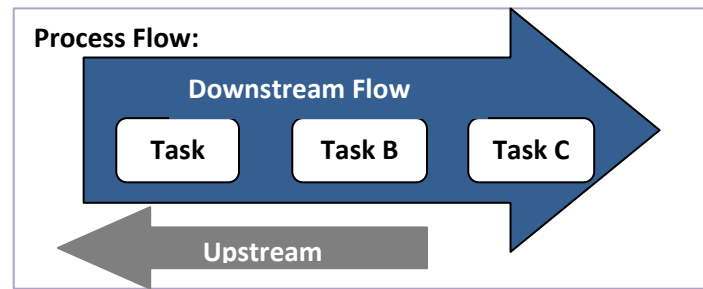 Process Flow:
Downstream Flow
Task
Task B
Task C
Upstream